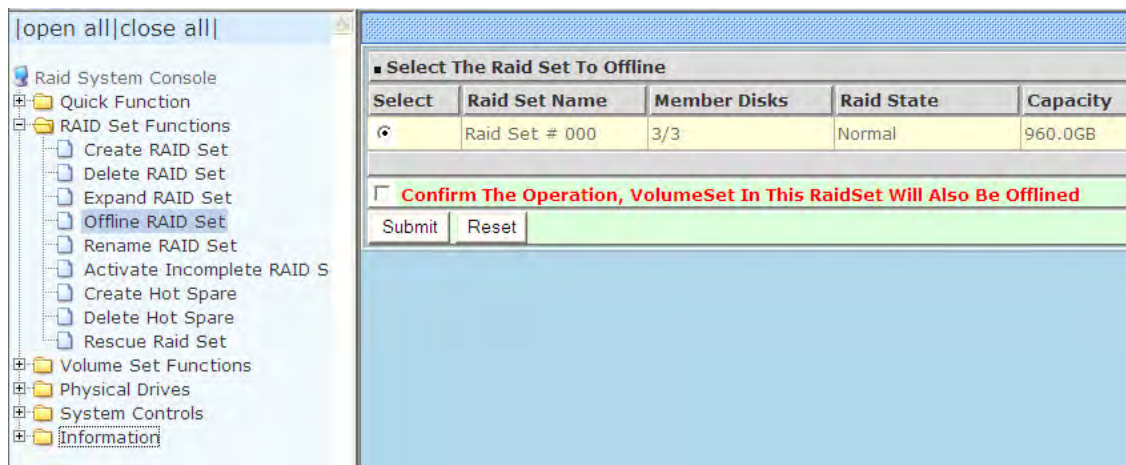 |open all|close all|
Raid System Console
Quick Function
RAID Set Functions
Create RAID Set
Delete RAID Set
Expand RAID Set
Offline RAID Set
Rename RAID Set
Activate Incomplete RAID S
Create Hot Spare
Delete Hot Spare
Rescue Raid Set
Volume Set Functions
Physical Drives
System Controls
Information
Select The Raid Set To Offline
Select Raid Set Name Member Disks Raid State Capacity
Raid Set # 000 3/3 Normal 960.0GB
Confirm The Operation, VolumeSet In This RaidSet Will Also Be Offlined
Submit Reset